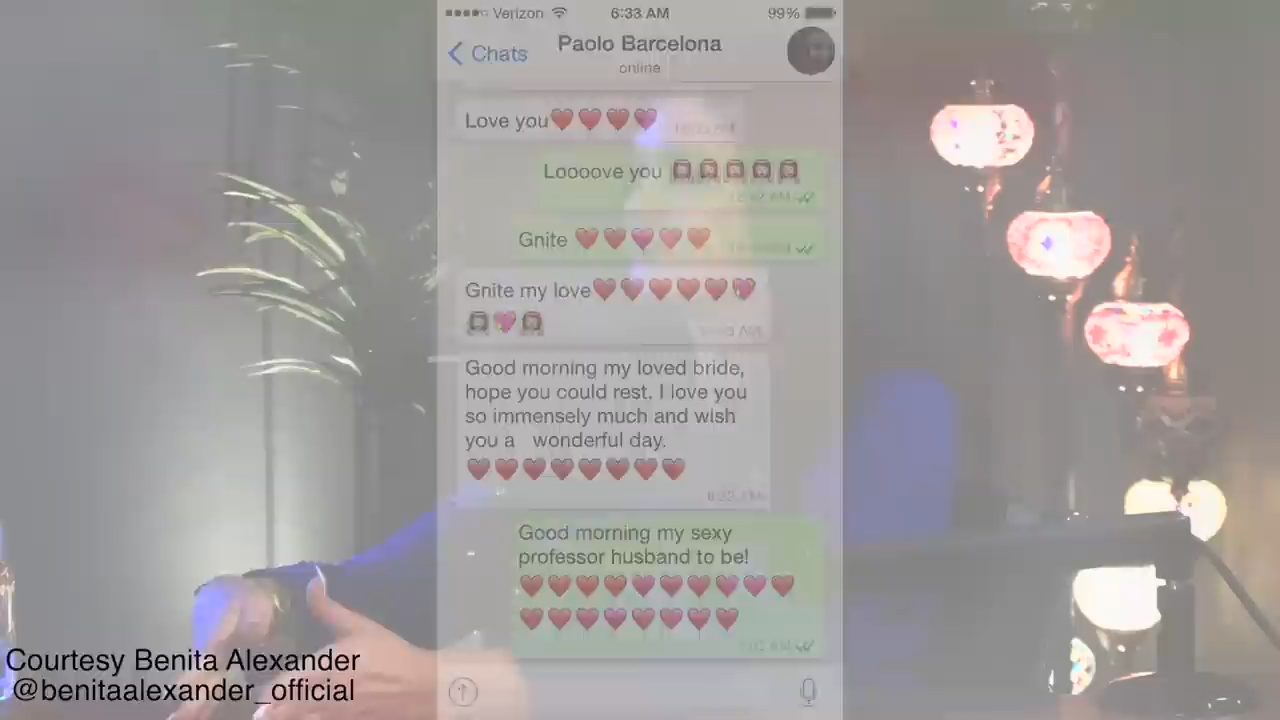 Verizon 6:33 AM 99%
Chats Paolo Barcelona
online
Love you❤️❤️❤️❤️
Loooove you
Gnite ❤️❤️❤️❤️❤️
Gnite my love❤️❤️❤️❤️❤️💖
💖
Good morning my loved bride,
hope you could rest. I love you
so immensely much and wish
you a wonderful day.
❤️❤️❤️❤️❤️❤️❤️❤️
Good morning my sexy
professor husband to be!
❤️❤️❤️❤️❤️❤️❤️❤️❤️❤️
❤️❤️❤️❤️❤️❤️❤️❤️
Courtesy Benita Alexander
@benitaalexander_official